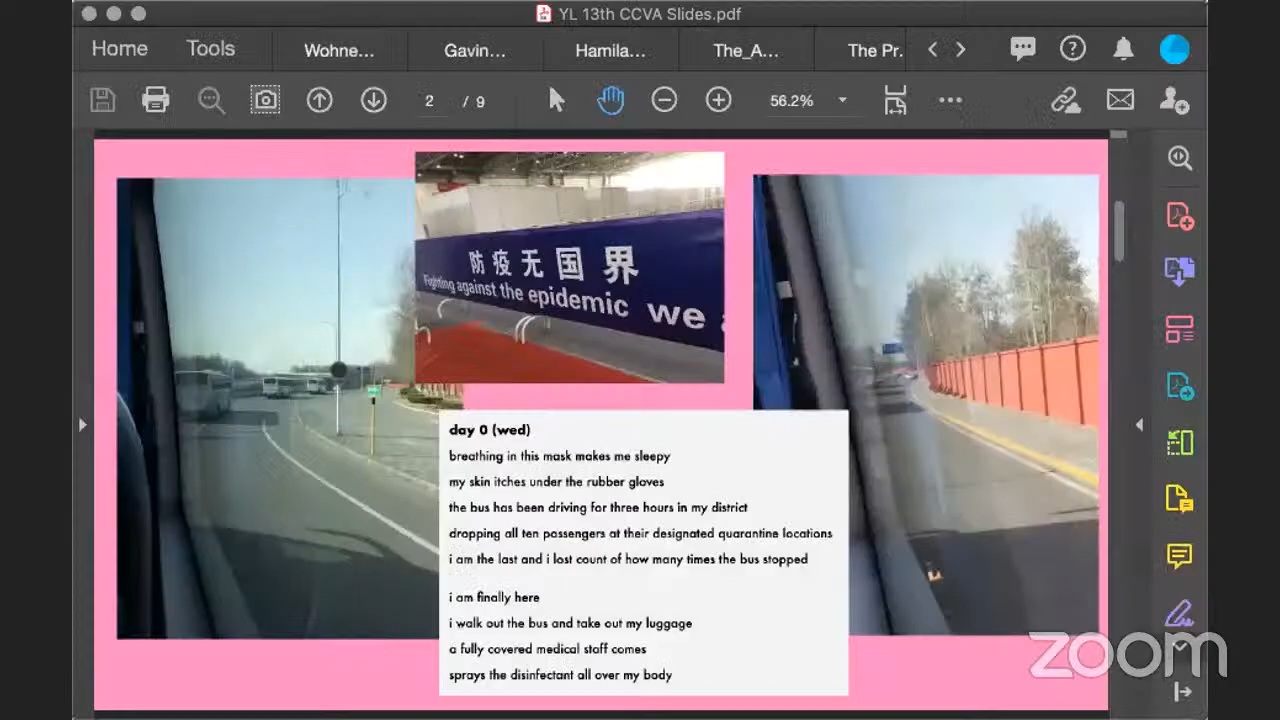 YL 13th CCVA Slides.pdf
Home
Tools
Wohne...
Gavin...
Hamila...
The_A...
The Pr.
2 / 9
56.2%
防疫无国界
Fighting against the epidemic we
day 0 (wed)
breathing in this mask makes me sleepy
my skin itches under the rubber gloves
the bus has been driving for three hours in my district
dropping all ten passengers at their designated quarantine locations
i am the last and i lost count of how many times the bus stopped
i am finally here
i walk out the bus and take out my luggage
a fully covered medical staff comes
sprays the disinfectant all over my body
zoom